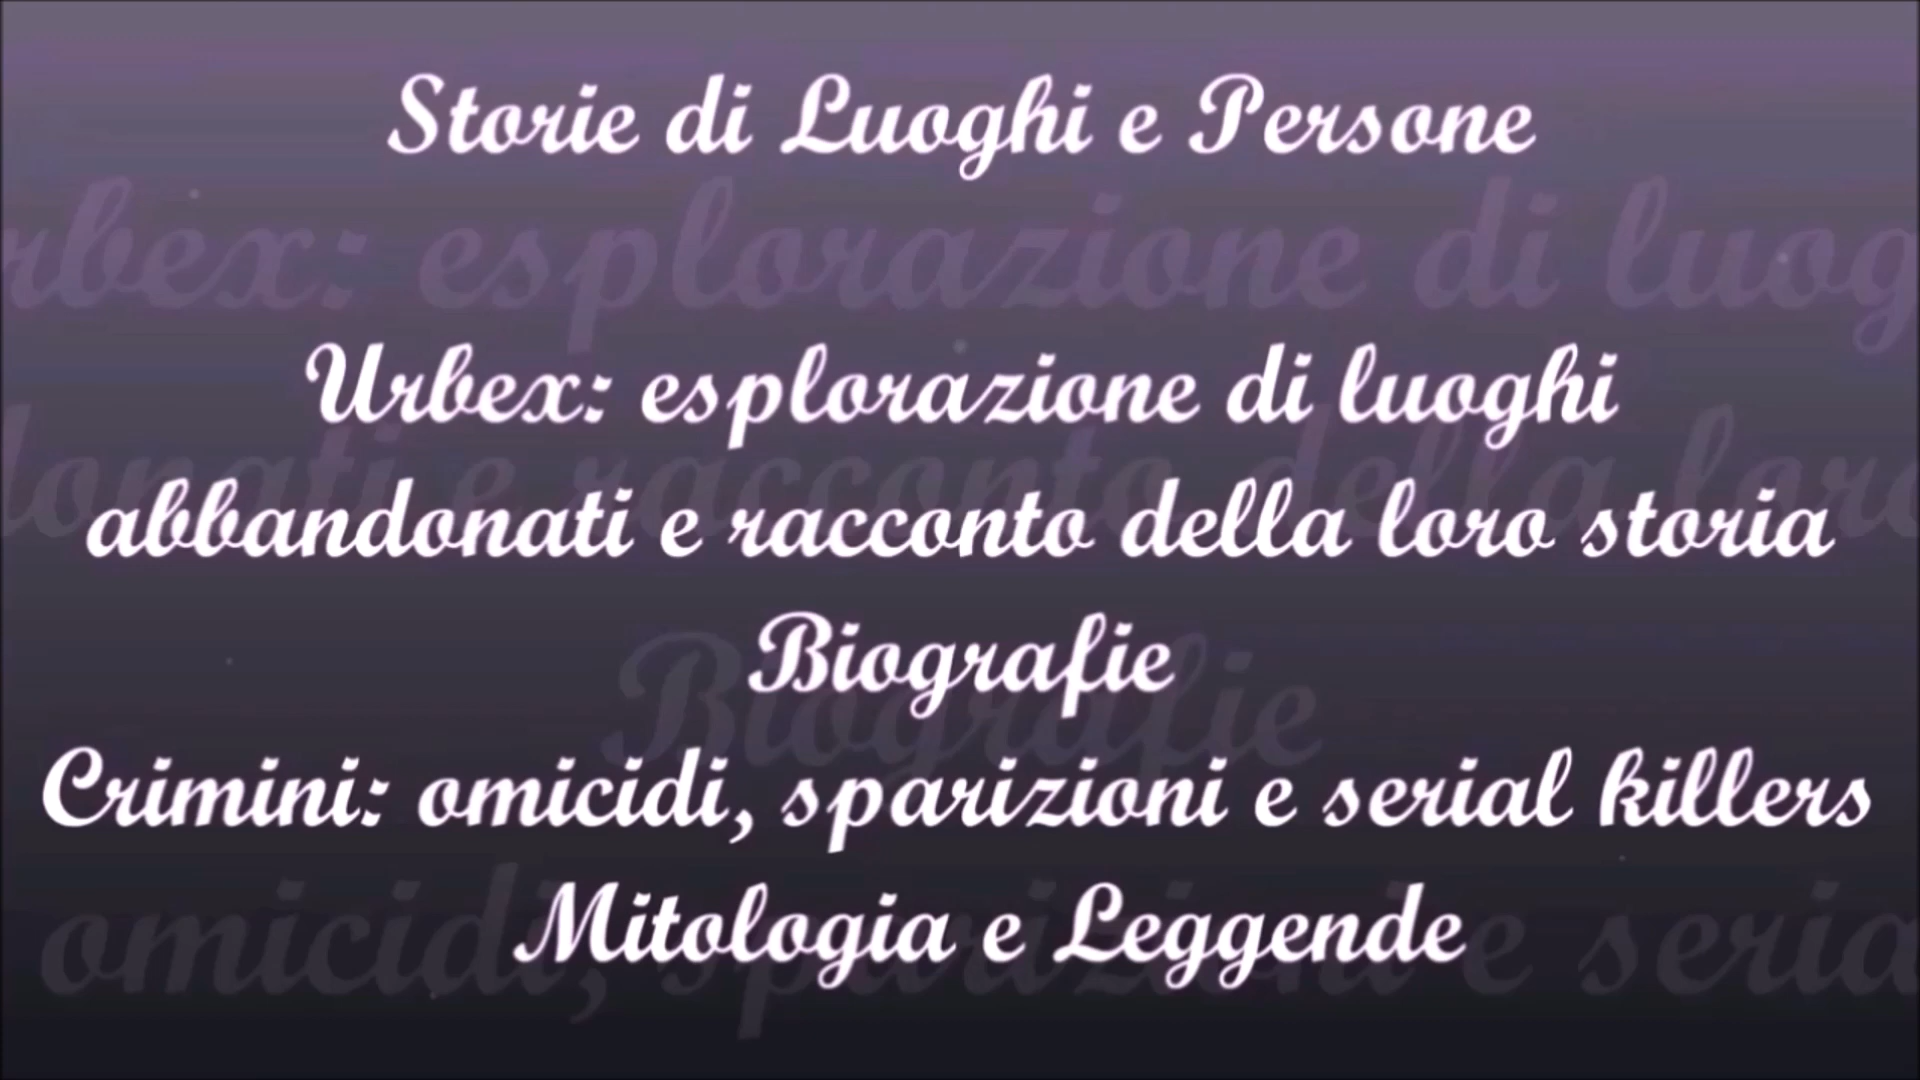 Storie di Luoghi e Persone
Urbex: esplorazione di luoghi
abbandonati e racconto della loro storia
Biografie
Crimini: omicidi, sparizioni e serial killers
Mitologia e Leggende